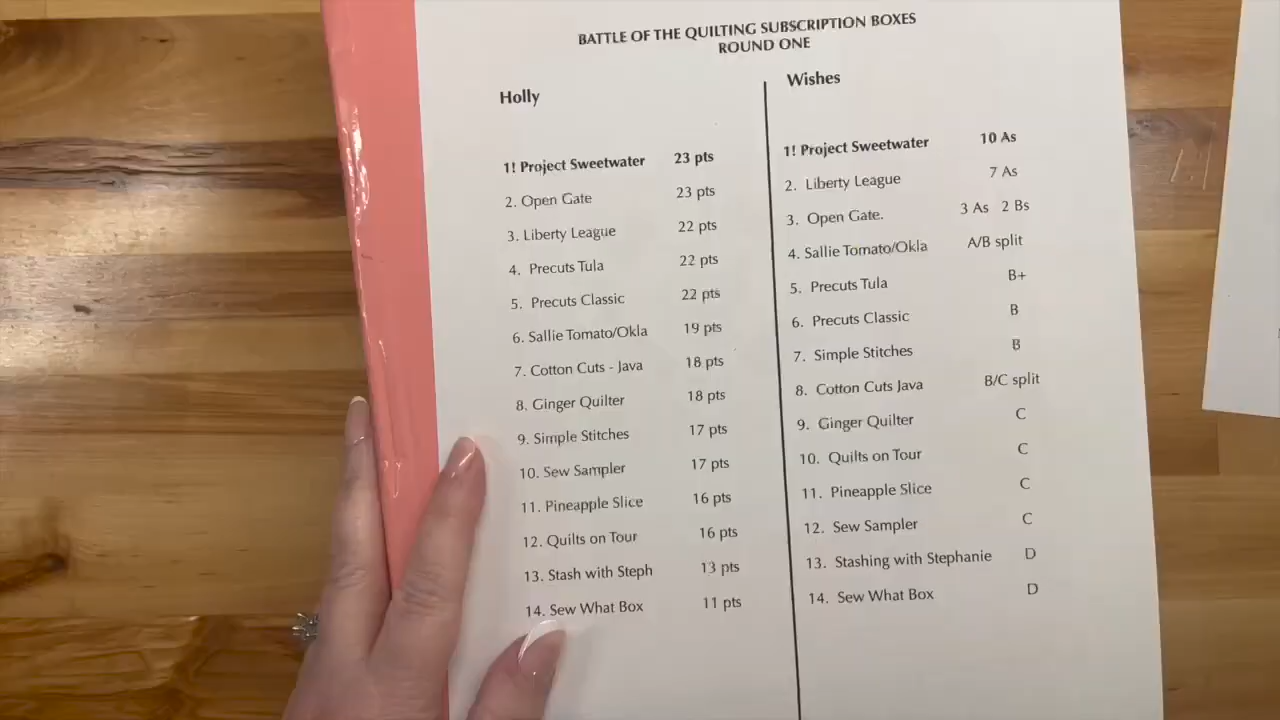 BATTLE OF THE QUILTING SUBSCRIPTION BOXES
ROUND ONE
Holly
1! Project Sweetwater 23 pts
2. Open Gate 23 pts
3. Liberty League 22 pts
4. Precuts Tula 22 pts
5. Precuts Classic 22 pts
6. Sallie Tomato/Okla 19 pts
7. Cotton Cuts - Java 18 pts
8. Ginger Quilter 18 pts
9. Simple Stitches 17 pts
10. Sew Sampler 17 pts
11. Pineapple Slice 16 pts
12. Quilts on Tour 16 pts
13. Stash with Steph 13 pts
14. Sew What Box 11 pts
Wishes
1! Project Sweetwater 10 As
2. Liberty League 7 As
3. Open Gate. 3 As 2 Bs
4. Sallie Tomato/Okla A/B split
5. Precuts Tula B+
6. Precuts Classic B
7. Simple Stitches B
8. Cotton Cuts Java B/C split
9. Ginger Quilter C
10. Quilts on Tour C
11. Pineapple Slice C
12. Sew Sampler C
13. Stashing with Stephanie D
14. Sew What Box D